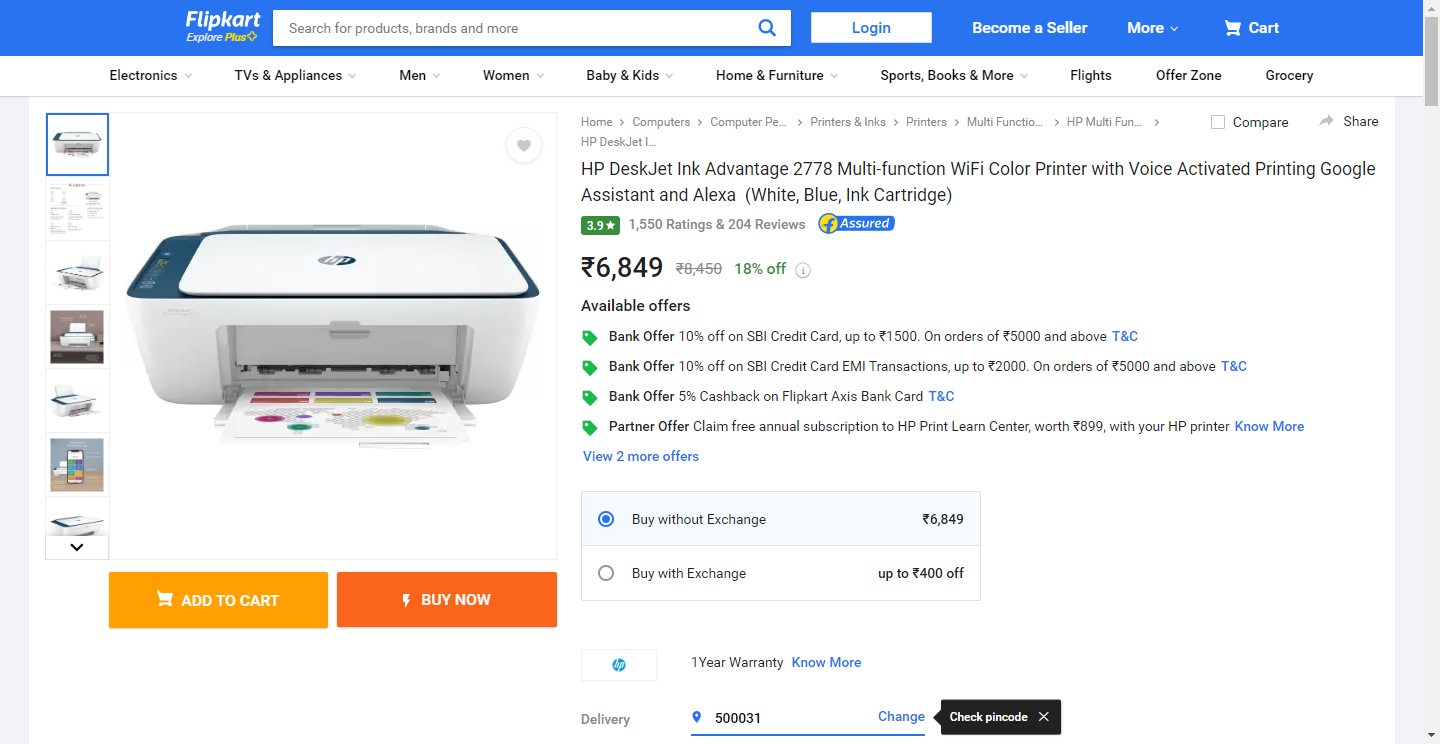 Flipkart
Explore Plus
Search for products, brands and more
Login
Become a Seller
More
Cart
Electronics
TVs & Appliances
Men
Women
Baby & Kids
Home & Furniture
Sports, Books & More
Flights
Offer Zone
Grocery
Home
Computers
Computer Pe...
Printers & Inks
Printers
Multi Functio...
HP Multi Fun...
HP DeskJet I...
Compare
Share
HP DeskJet Ink Advantage 2778 Multi-function WiFi Color Printer with Voice Activated Printing Google
Assistant and Alexa (White, Blue, Ink Cartridge)
3.9
1,550 Ratings & 204 Reviews
Assured
₹6,849 ₹8,450 18% off
Available offers
Bank Offer 10% off on SBI Credit Card, up to ₹1500. On orders of ₹5000 and above T&C
Bank Offer 10% off on SBI Credit Card EMI Transactions, up to ₹2000. On orders of ₹5000 and above T&C
Bank Offer 5% Cashback on Flipkart Axis Bank Card T&C
Partner Offer Claim free annual subscription to HP Print Learn Center, worth ₹899, with your HP printer Know More
View 2 more offers
Buy without Exchange ₹6,849
Buy with Exchange up to ₹400 off
hp
ADD TO CART
BUY NOW
hp
1Year Warranty Know More
Delivery
500031
Change
Check pincode